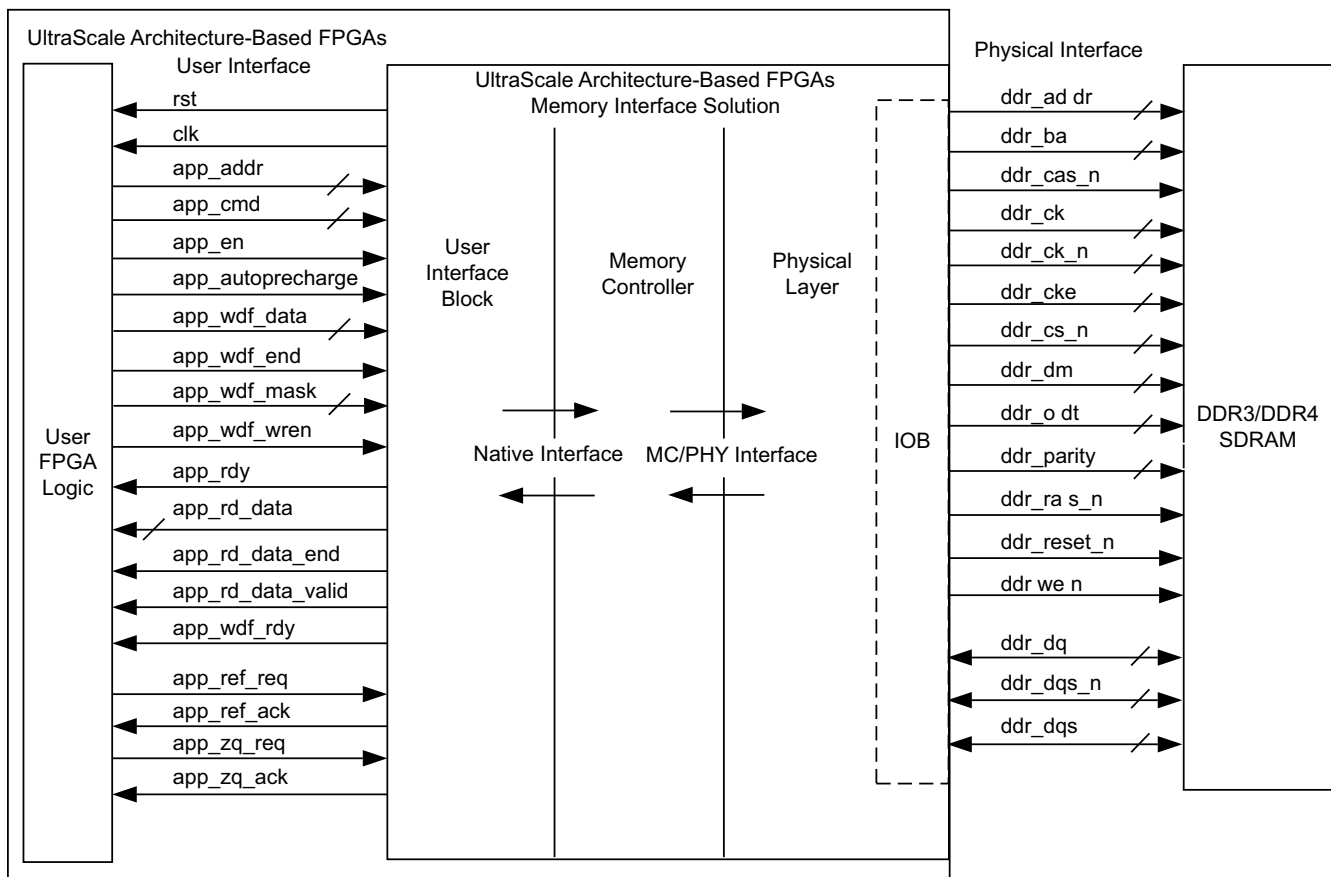 UltraScale Architecture-Based FPGAs
User Interface
Physical Interface
UltraScale Architecture-Based FPGAs
Memory Interface Solution
rst
clk
app_addr
app_cmd
app_en
app_autoprecharge
app_wdf_data
app_wdf_end
app_wdf_mask
app_wdf_wren
app_rdy
app_rd_data
app_rd_data_end
app_rd_data_valid
app_wdf_rdy
app_ref_req
app_ref_ack
app_zq_req
app_zq_ack
User
FPGA
Logic
User
Interface
Block
Memory
Controller
Physical
Layer
Native Interface
MC/PHY Interface
IOB
ddr_ad dr
ddr_ba
ddr_cas_n
ddr_ck
ddr_ck_n
ddr_cke
ddr_cs_n
ddr_dm
ddr_o dt
ddr_parity
ddr_ra s_n
ddr_reset_n
ddr we n
ddr_dq
ddr_dqs_n
ddr_dqs
DDR3/DDR4
SDRAM